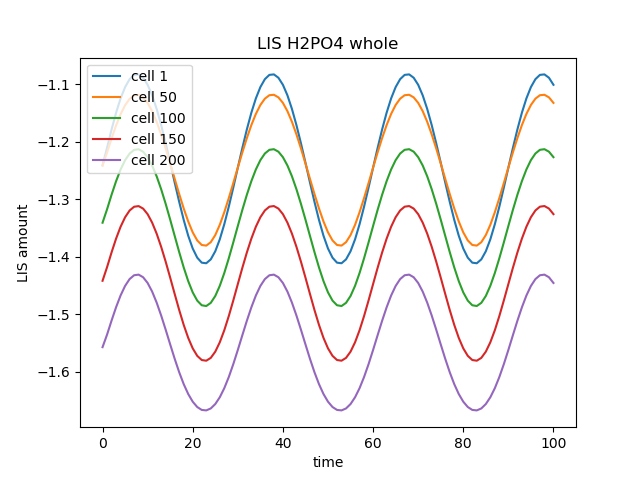 LIS H2PO4 whole
cell 1
cell 50
cell 100
cell 150
cell 200
LIS amount
−1.1
−1.2
−1.3
−1.4
−1.5
−1.6
0
20
40
60
80
100
time